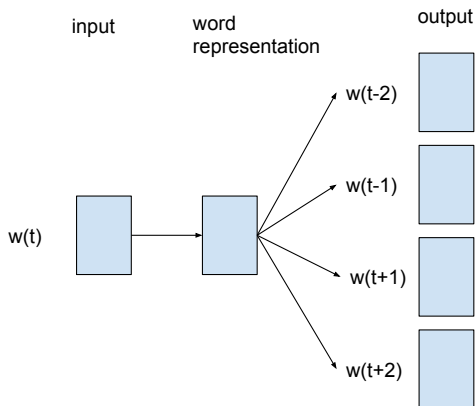 input
word
representation
output
w(t-2)
w(t-1)
w(t)
w(t+1)
w(t+2)